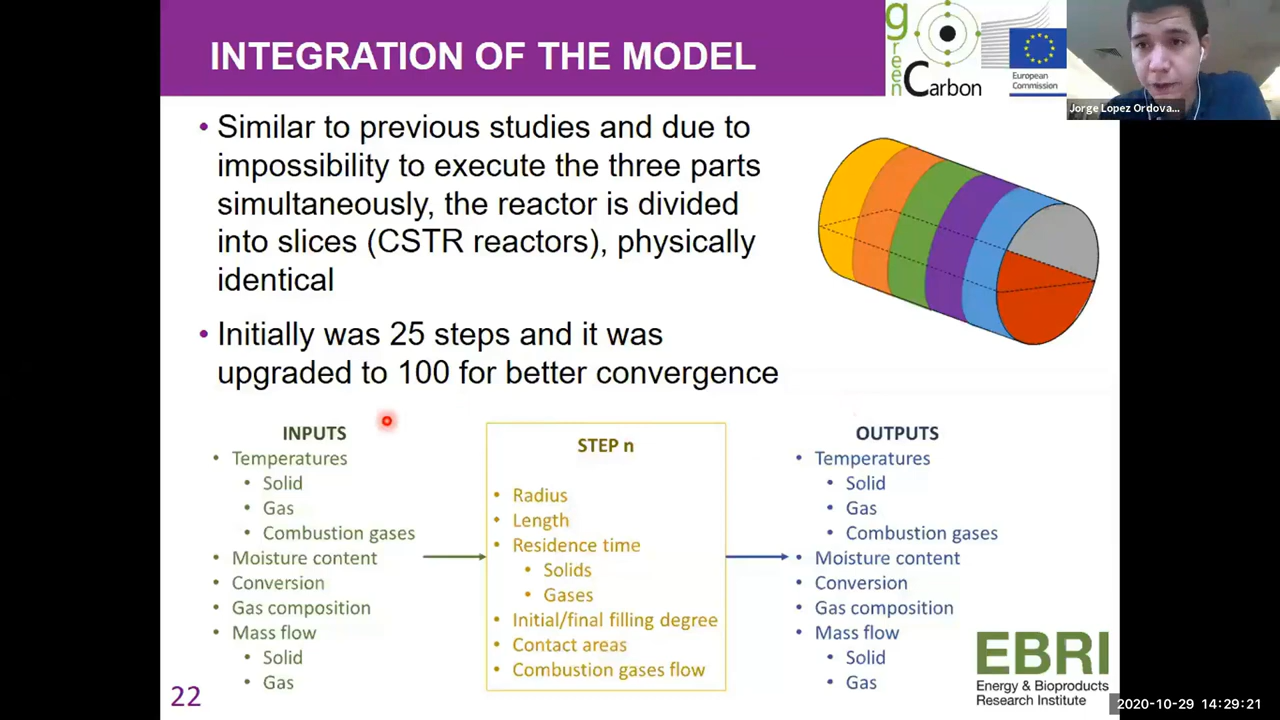 INTEGRATION OF THE MODEL
green
Carbon
European
Commission
Jorge Lopez Ordova...
• Similar to previous studies and due to
impossibility to execute the three parts
simultaneously, the reactor is divided
into slices (CSTR reactors), physically
identical
• Initially was 25 steps and it was
upgraded to 100 for better convergence
INPUTS
• Temperatures
• Solid
• Gas
• Combustion gases
• Moisture content
• Conversion
• Gas composition
• Mass flow
• Solid
• Gas
STEP n
• Radius
• Length
• Residence time
• Solids
• Gases
• Initial/final filling degree
• Contact areas
• Combustion gases flow
OUTPUTS
• Temperatures
• Solid
• Gas
• Combustion gases
• Moisture content
• Conversion
• Gas composition
• Mass flow
• Solid
• Gas
EBRI
Energy & Bioproducts
Research Institute
22
2020-10-29 14:29:21